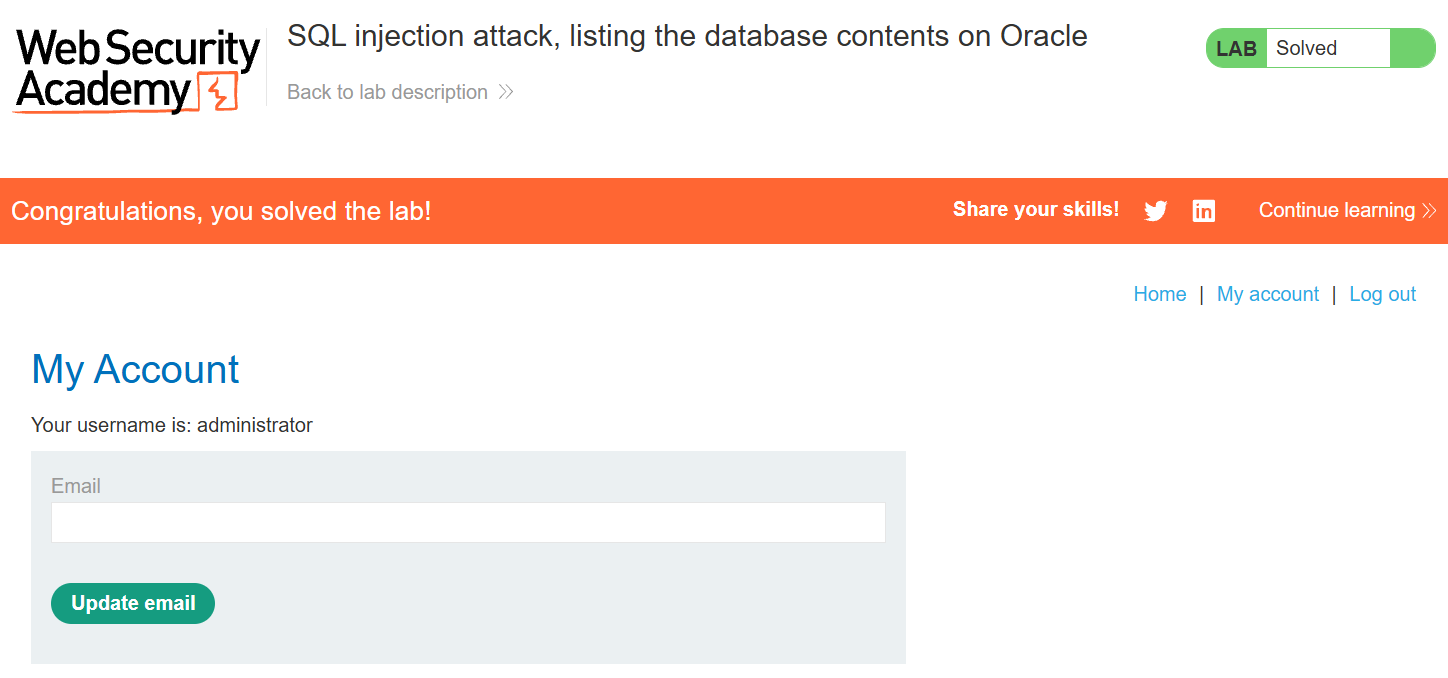 Web Security
Academy
SQL injection attack, listing the database contents on Oracle
Back to lab description
LAB Solved
Congratulations, you solved the lab!
Share your skills!
Continue learning
Home | My account | Log out
My Account
Your username is: administrator
Email
Update email